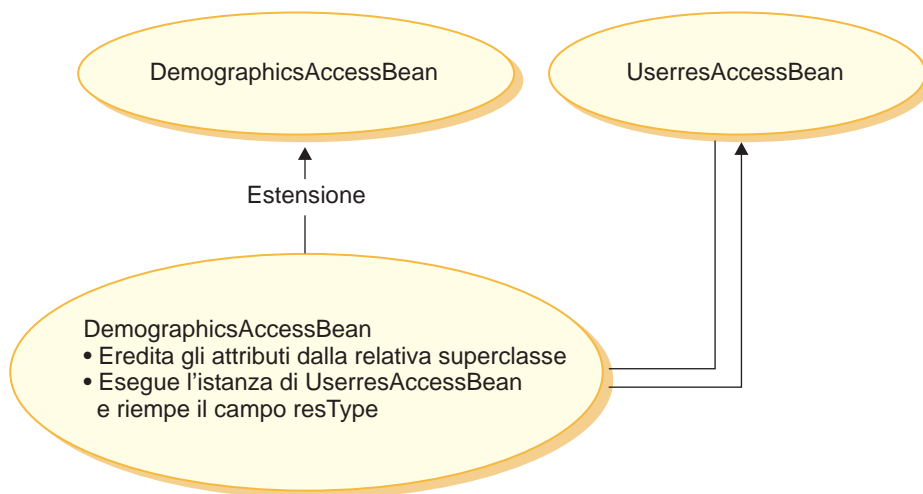 DemographicsAccessBean
UserresAccessBean
Estensione
DemographicsAccessBean
• Eredita gli attributi dalla relativa superclasse
• Esegue l'istanza di UserresAccessBean
e riempe il campo resType